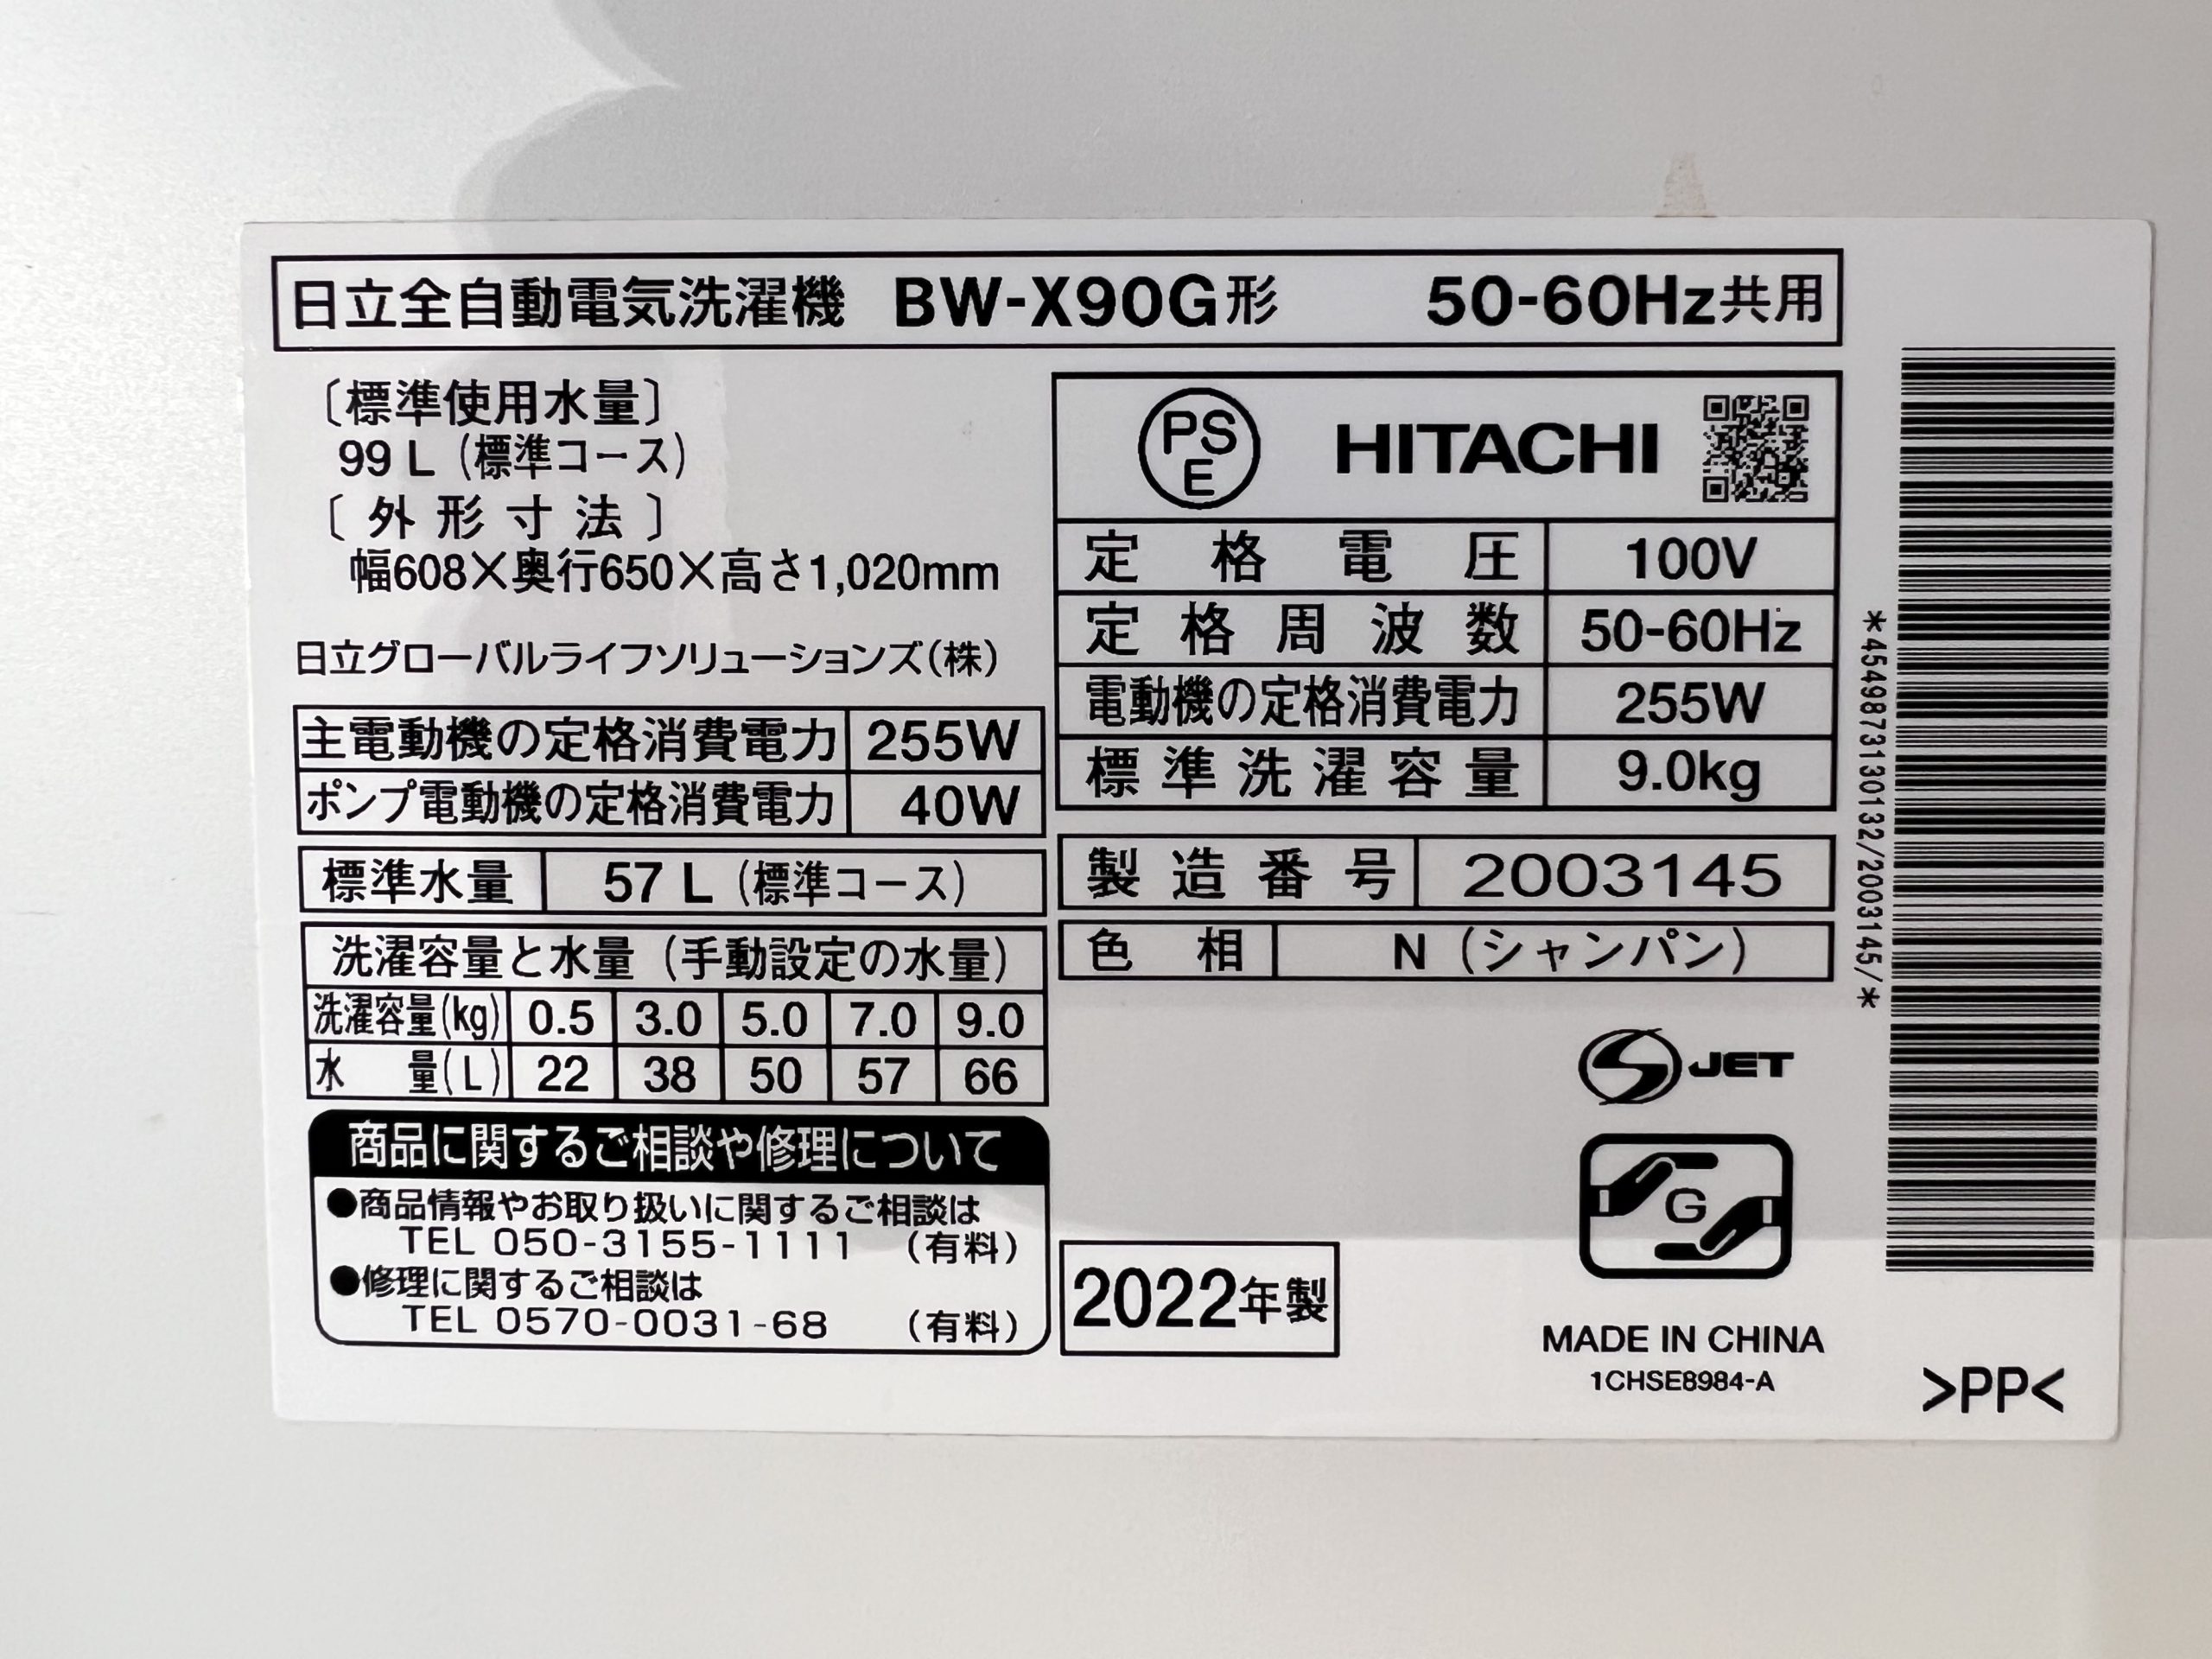 日立全自動電気洗濯機 BW-X90G形 50-60Hz共用
〔標準使用水量〕
99 L (標準コース)
〔外形寸法〕
幅608×奥行650×高さ1,020mm
日立グローバルライフソリューションズ(株)
主電動機の定格消費電力 255W
ポンプ電動機の定格消費電力 40W
標準水量 57 L (標準コース)
洗濯容量と水量 (手動設定の水量)
洗濯容量(kg) 0.5 3.0 5.0 7.0 9.0
水量(L) 22 38 50 57 66
商品に関するご相談や修理について
●商品情報やお取り扱いに関するご相談は
TEL 050-3155-1111 (有料)
●修理に関するご相談は
TEL 0570-0031-68 (有料)
PSE HITACHI
定格電圧 100V
定格周波数 50-60Hz
電動機の定格消費電力 255W
標準洗濯容量 9.0kg
製造番号 2003145
色相 N (シャンパン)
S JET
G
2022年製
MADE IN CHINA
1CHSE8984-A
*4549873130132/2003145/*
>PP<